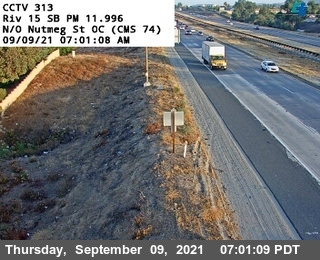 CCTV 313
Riv 15 SB PM 11.996
N/O Nutmeg St OC (CMS 74)
09/09/21 07:01:08 AM
Thursday, September 09, 2021 07:01:09 PDT